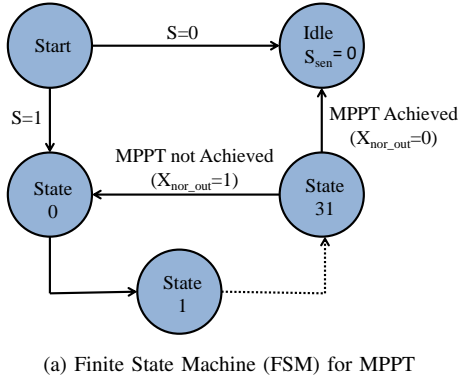 Start
S=0
Idle
S_sen = 0
S=1
MPPT Achieved
(X_nor_out=0)
MPPT not Achieved
(X_nor_out=1)
State
0
State
31
State
1
(a) Finite State Machine (FSM) for MPPT